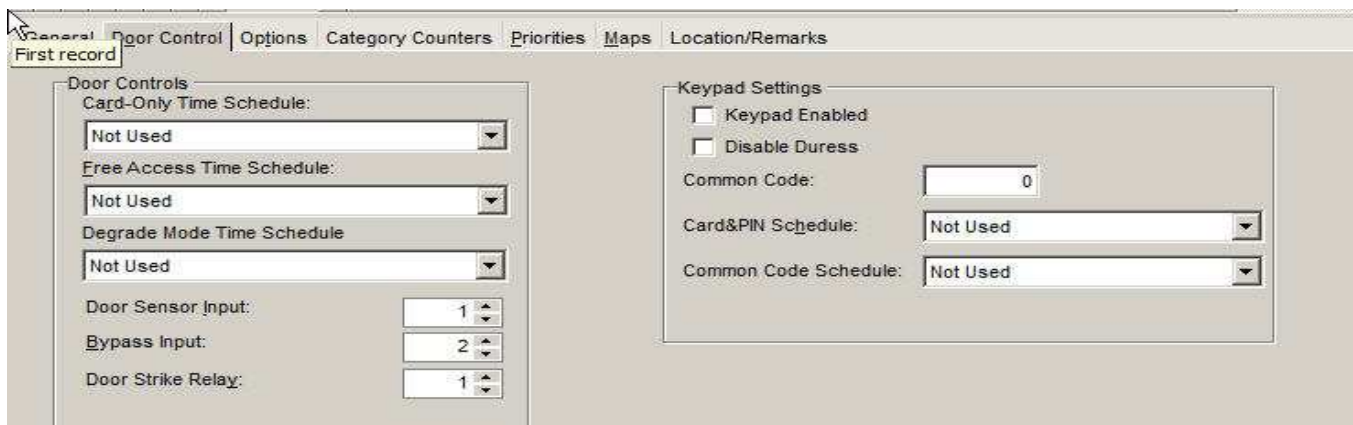 General Door Control Options Category Counters Priorities Maps Location/Remarks
First record
Door Controls
Card-Only Time Schedule:
Not Used
Free Access Time Schedule:
Not Used
Degrade Mode Time Schedule
Not Used
Door Sensor Input:
1
Bypass Input:
2
Door Strike Relay:
1
Keypad Settings
Keypad Enabled
Disable Duress
Common Code:
0
Card&PIN Schedule:
Not Used
Common Code Schedule:
Not Used